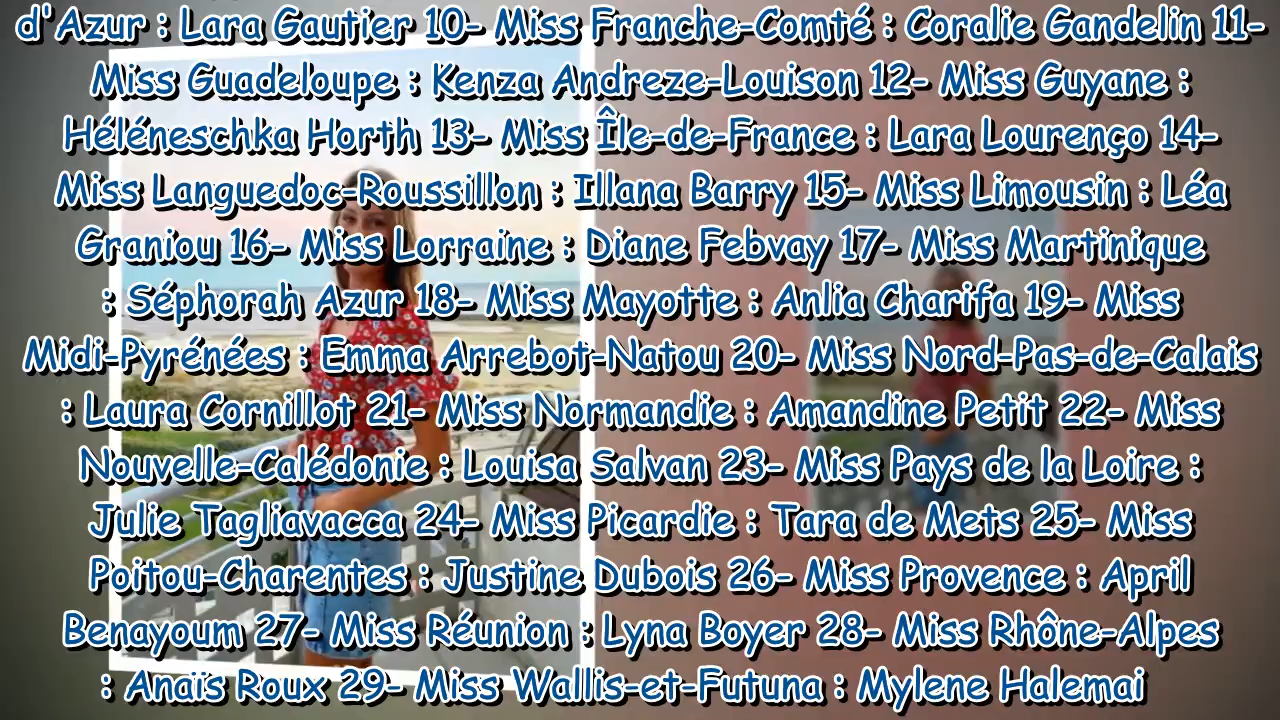 d'Azur : Lara Gautier 10- Miss Franche-Comté : Coralie Gandelin 11-
Miss Guadeloupe : Kenza Andreze-Louison 12- Miss Guyane :
Héléneschka Horth 13- Miss Île-de-France : Lara Lourenço 14-
Miss Languedoc-Roussillon : Illana Barry 15- Miss Limousin : Léa
Graniou 16- Miss Lorraine : Diane Febvay 17- Miss Martinique
: Séphorah Azur 18- Miss Mayotte : Anlia Charifa 19- Miss
Midi-Pyrénées : Emma Arrebot-Natou 20- Miss Nord-Pas-de-Calais
: Laura Cornillot 21- Miss Normandie : Amandine Petit 22- Miss
Nouvelle-Calédonie : Louisa Salvan 23- Miss Pays de la Loire :
Julie Tagliavacca 24- Miss Picardie : Tara de Mets 25- Miss
Poitou-Charentes : Justine Dubois 26- Miss Provence : April
Benayoum 27- Miss Réunion : Lyna Boyer 28- Miss Rhône-Alpes
: Anaïs Roux 29- Miss Wallis-et-Futuna : Mylene Halemai